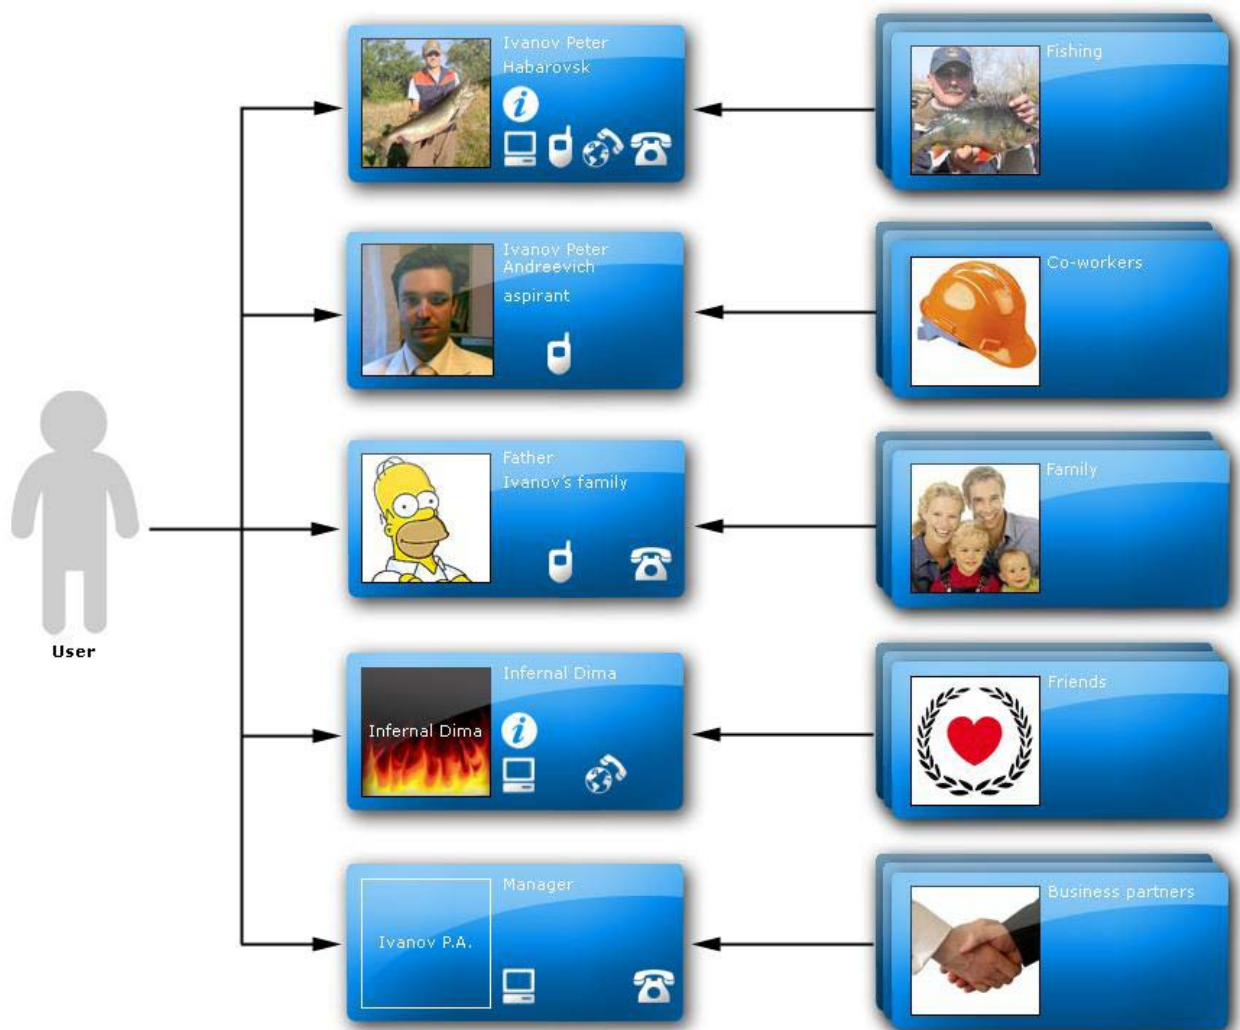 Ivanov Peter
Habarovsk
Fishing
Ivanov Peter
Andreevich
aspirant
Co-workers
Father
Ivanov's family
Family
User
Infernal Dima
Infernal Dima
Friends
Manager
Ivanov P.A.
Business partners